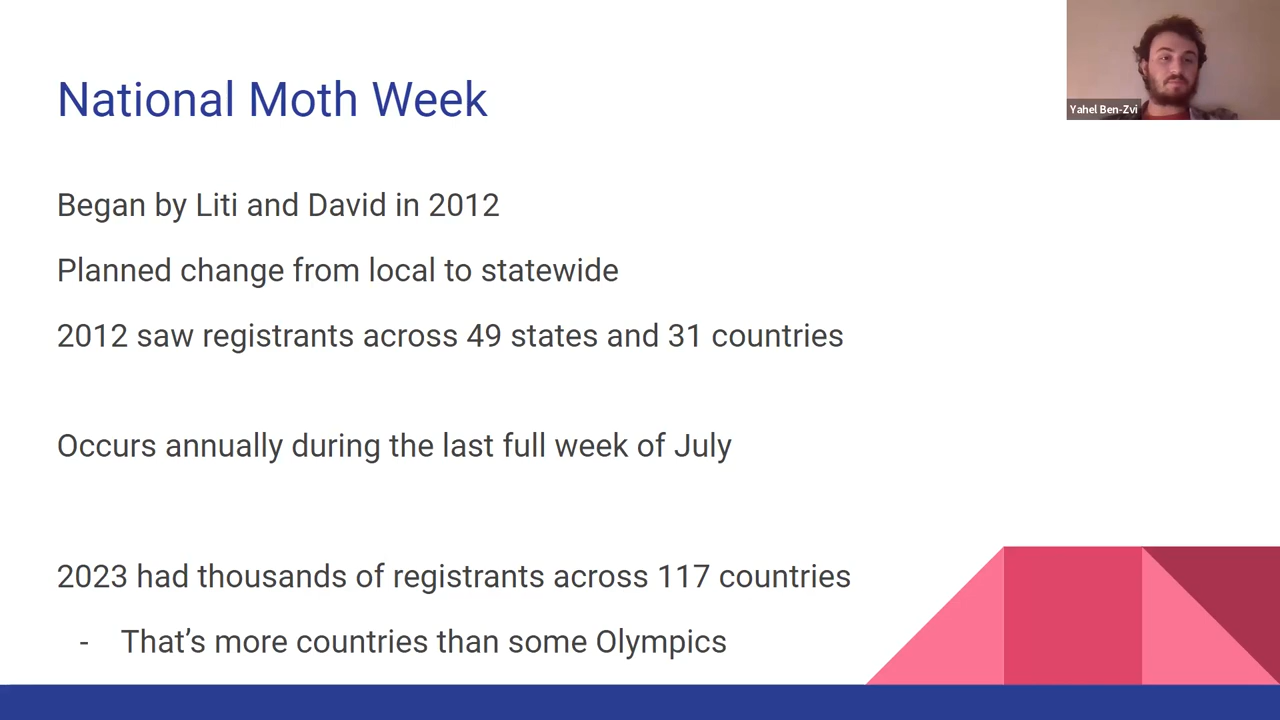 National Moth Week
Yahel Ben-Zvi
Began by Liti and David in 2012
Planned change from local to statewide
2012 saw registrants across 49 states and 31 countries
Occurs annually during the last full week of July
2023 had thousands of registrants across 117 countries
- That’s more countries than some Olympics